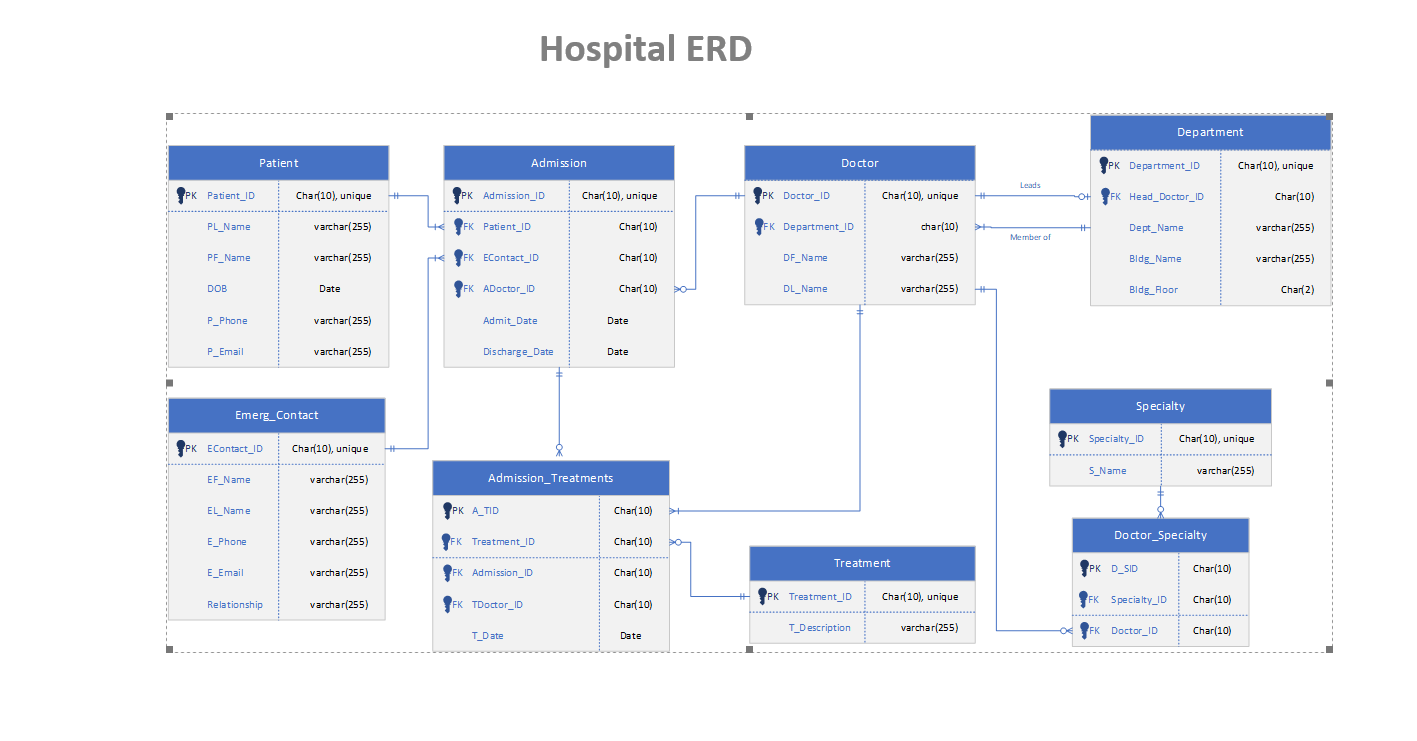 Hospital ERD
Patient
PK Patient_ID Char(10), unique
PL_Name varchar(255)
PF_Name varchar(255)
DOB Date
P_Phone varchar(255)
P_Email varchar(255)
Admission
PK Admission_ID Char(10), unique
FK Patient_ID Char(10)
FK EContact_ID Char(10)
FK ADoctor_ID Char(10)
Admit_Date Date
Discharge_Date Date
Doctor
PK Doctor_ID Char(10), unique
FK Department_ID char(10)
DF_Name varchar(255)
DL_Name varchar(255)
Leads
Member of
Department
PK Department_ID Char(10), unique
FK Head_Doctor_ID Char(10)
Dept_Name varchar(255)
Bldg_Name varchar(255)
Bldg_Floor Char(2)
Emerg_Contact
PK EContact_ID Char(10), unique
EF_Name varchar(255)
EL_Name varchar(255)
E_Phone varchar(255)
E_Email varchar(255)
Relationship varchar(255)
Admission_Treatments
PK A_TID Char(10)
FK Treatment_ID Char(10)
FK Admission_ID Char(10)
FK TDoctor_ID Char(10)
T_Date Date
Treatment
PK Treatment_ID Char(10), unique
T_Description varchar(255)
Specialty
PK Specialty_ID Char(10), unique
S_Name varchar(255)
Doctor_Specialty
PK D_SID Char(10)
FK Specialty_ID Char(10)
FK Doctor_ID Char(10)